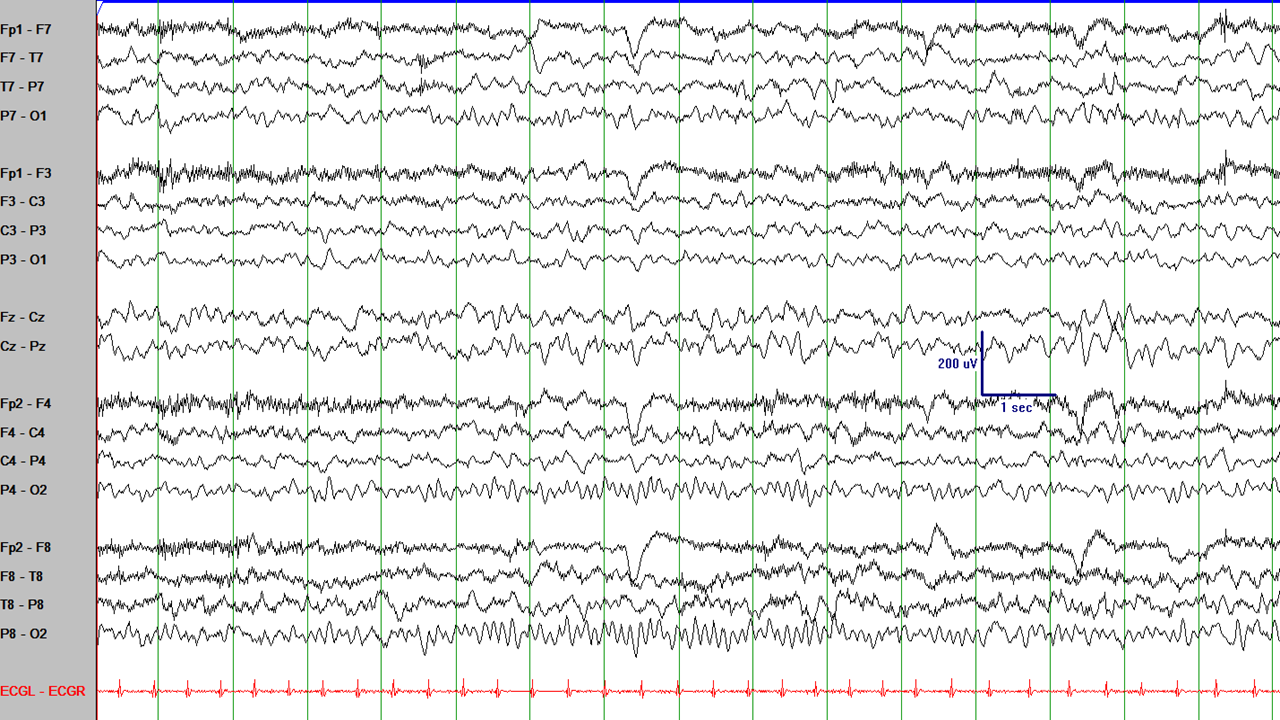 Fp1 - F7
F7 - T7
T7 - P7
P7 - O1
Fp1 - F3
F3 - C3
C3 - P3
P3 - O1
Fz - Cz
Cz - Pz
200 uV
1 sec
Fp2 - F4
F4 - C4
C4 - P4
P4 - O2
Fp2 - F8
F8 - T8
T8 - P8
P8 - O2
ECGL - ECGR